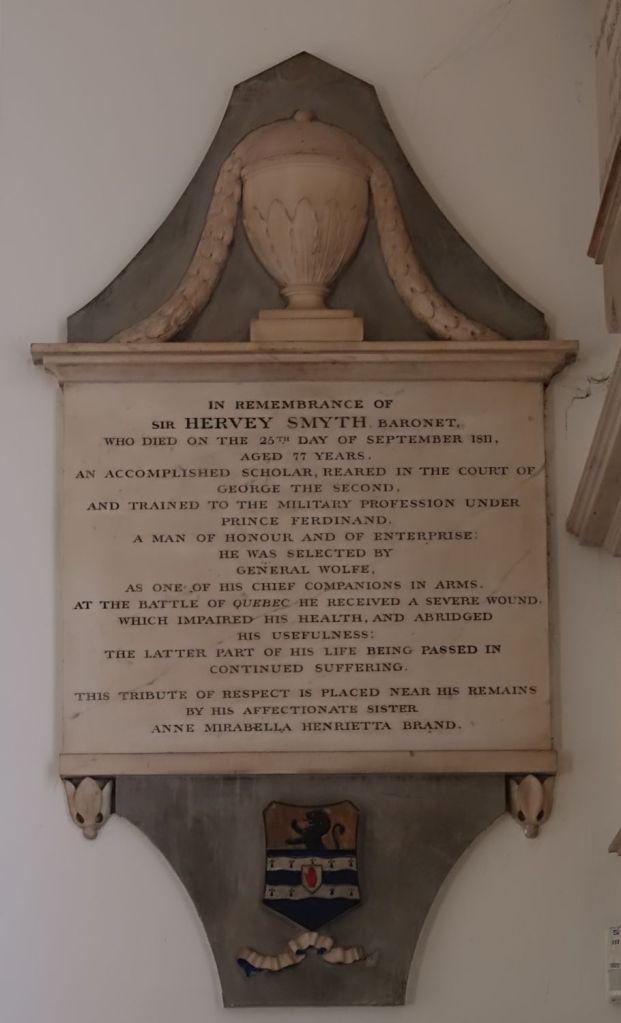 IN REMEMBRANCE OF
SIR HERVEY SMYTH, BARONET,
WHO DIED ON THE 25TH DAY OF SEPTEMBER 1811,
AGED 77 YEARS.
AN ACCOMPLISHED SCHOLAR, REARED IN THE COURT OF
GEORGE THE SECOND,
AND TRAINED TO THE MILITARY PROFESSION UNDER
PRINCE FERDINAND.
A MAN OF HONOUR AND OF ENTERPRISE:
HE WAS SELECTED BY
GENERAL WOLFE,
AS ONE OF HIS CHIEF COMPANIONS IN ARMS.
AT THE BATTLE OF QUEBEC HE RECEIVED A SEVERE WOUND,
WHICH IMPAIRED HIS HEALTH, AND ABRIDGED
HIS USEFULNESS;
THE LATTER PART OF HIS LIFE BEING PASSED IN
CONTINUED SUFFERING.
THIS TRIBUTE OF RESPECT IS PLACED NEAR HIS REMAINS
BY HIS AFFECTIONATE SISTER
ANNE MIRABELLA HENRIETTA BRAND.